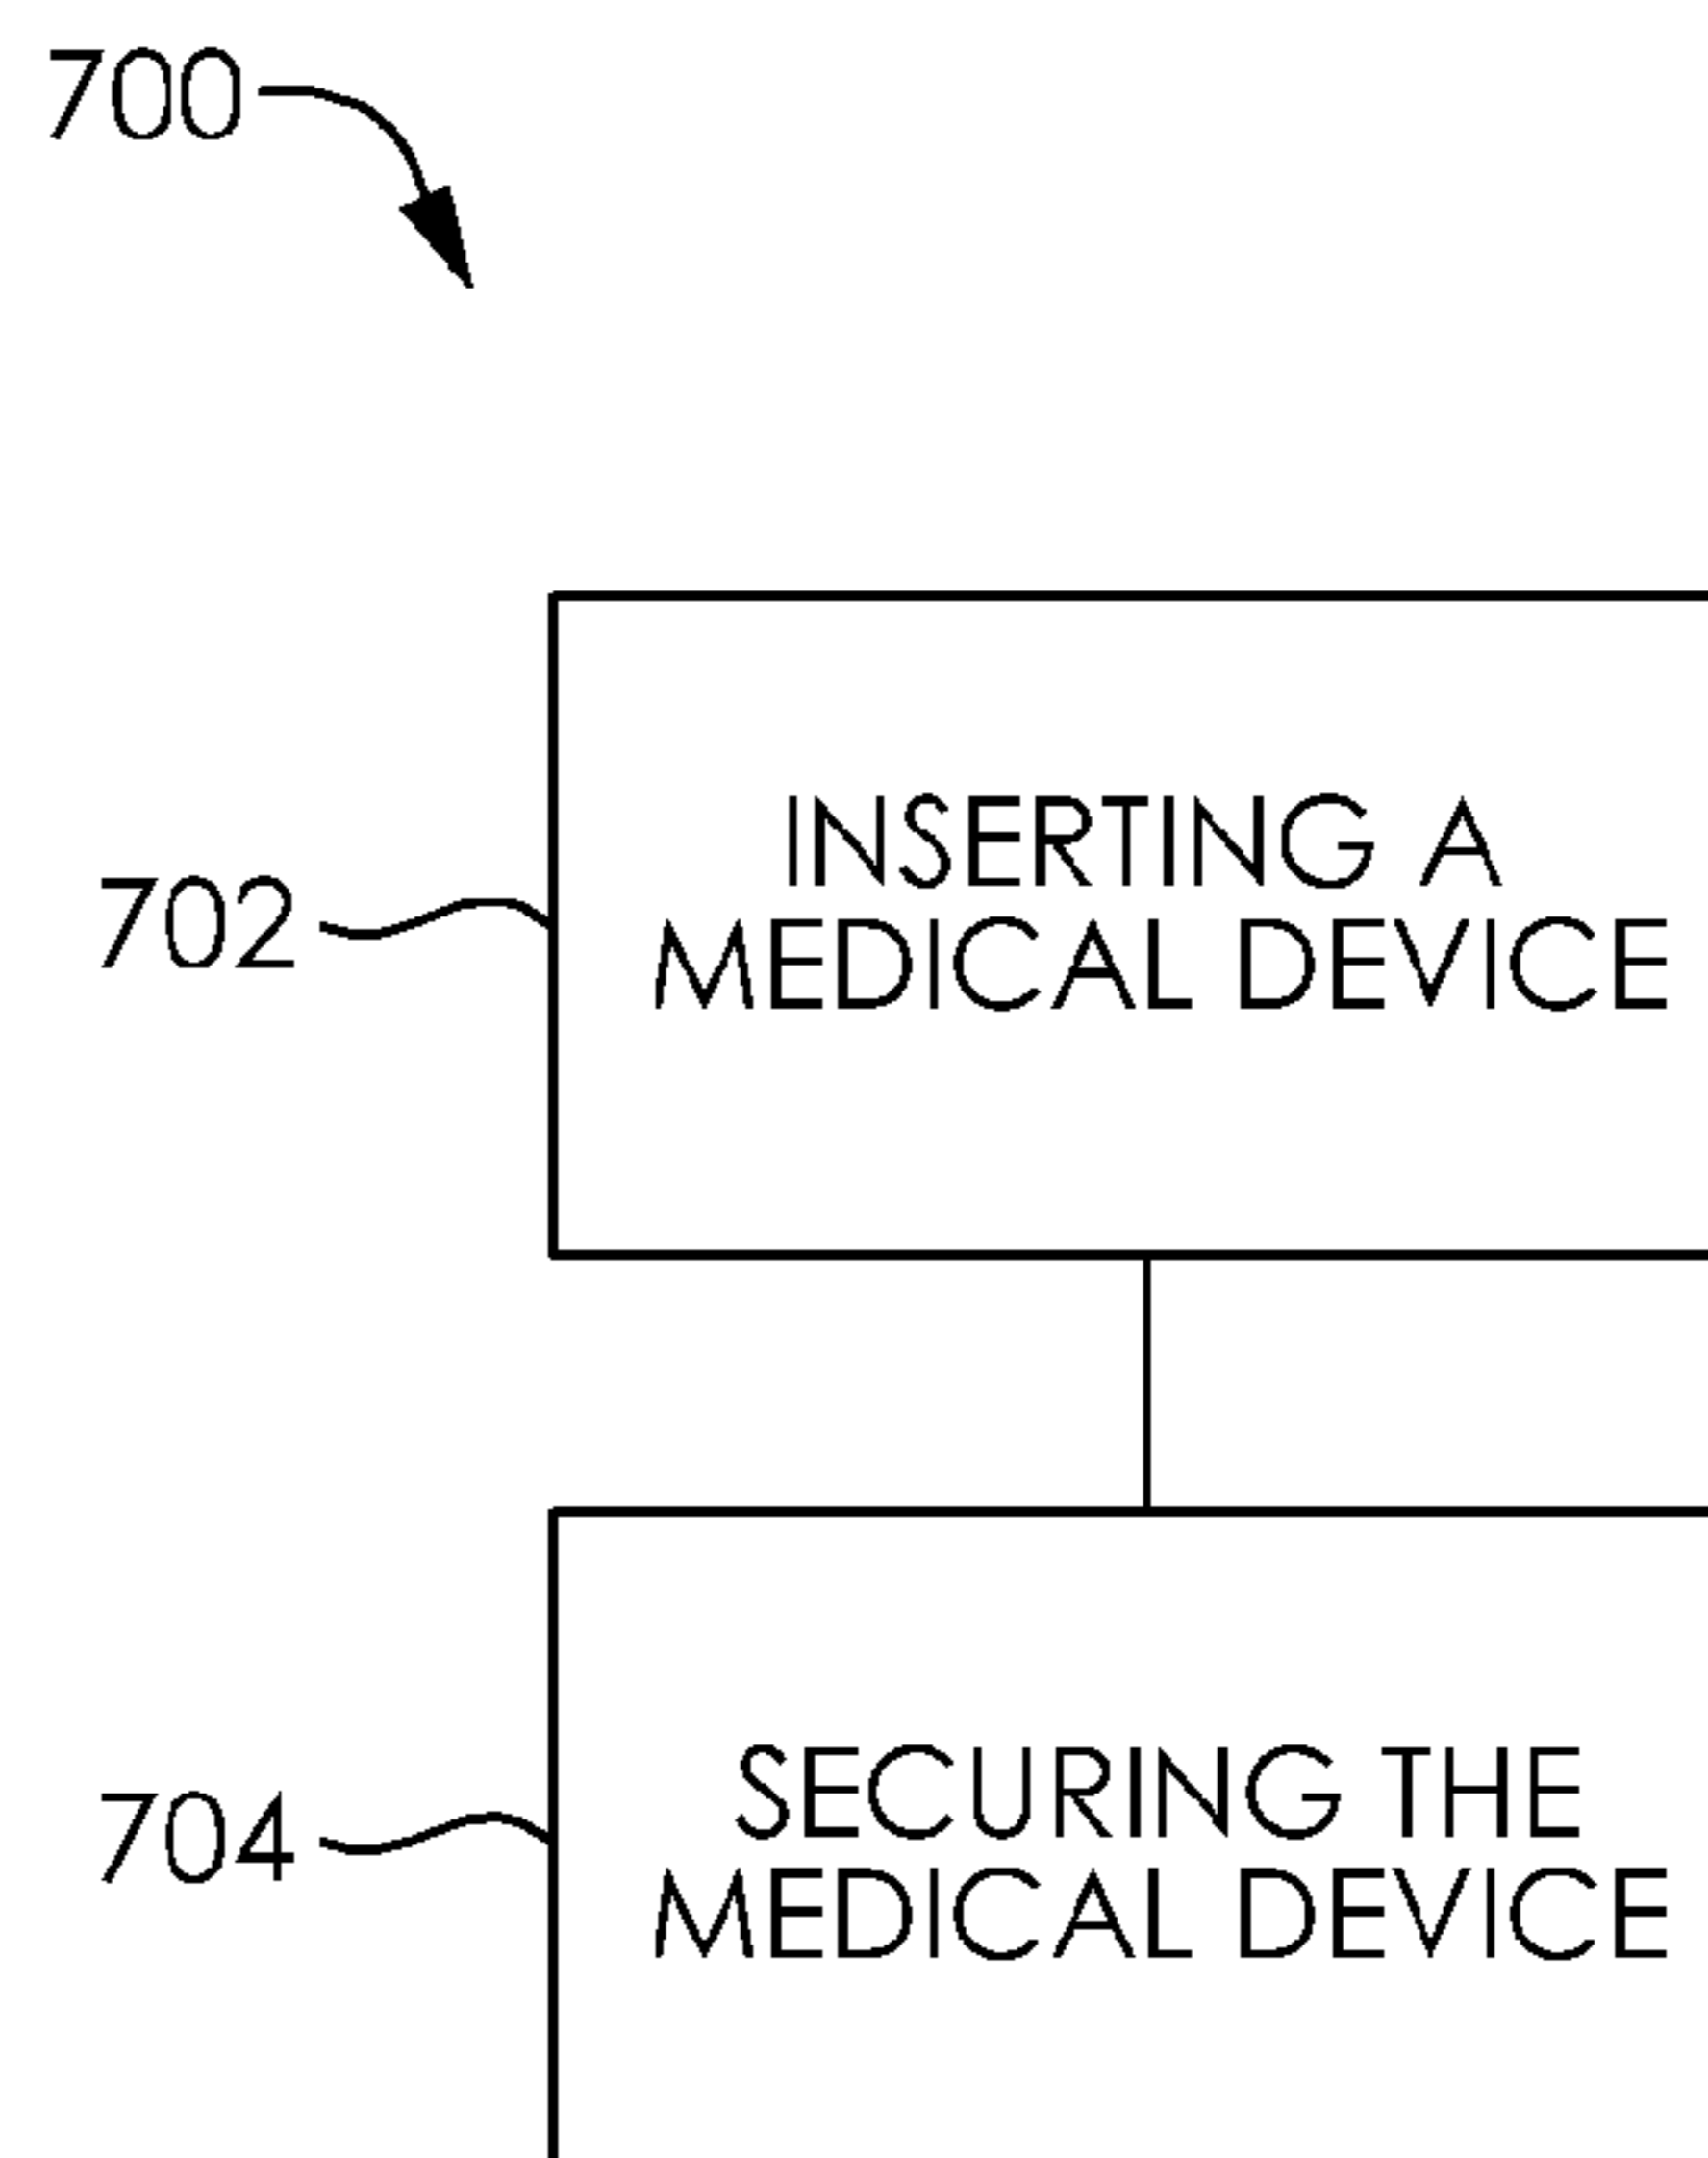 700
702
INSERTING A
MEDICAL DEVICE
704
SECURING THE
MEDICAL DEVICE